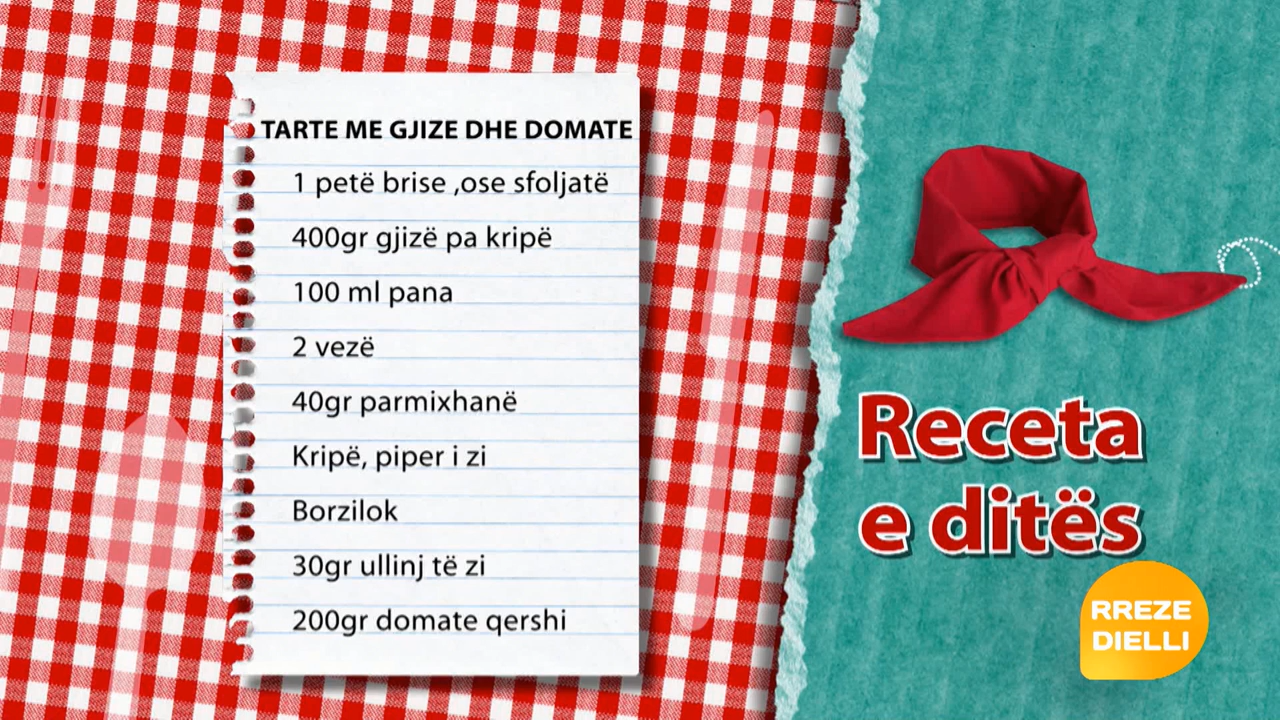 TARTE ME GJIZE DHE DOMATE
1 petë brise ,ose sfoljatë
400gr gjizë pa kripë
100 ml pana
2 vezë
40gr parmixhanë
Kripë, piper i zi
Borzilok
30gr ullinj të zi
200gr domate qershi
Receta
e ditës
RREZE
DIELLI